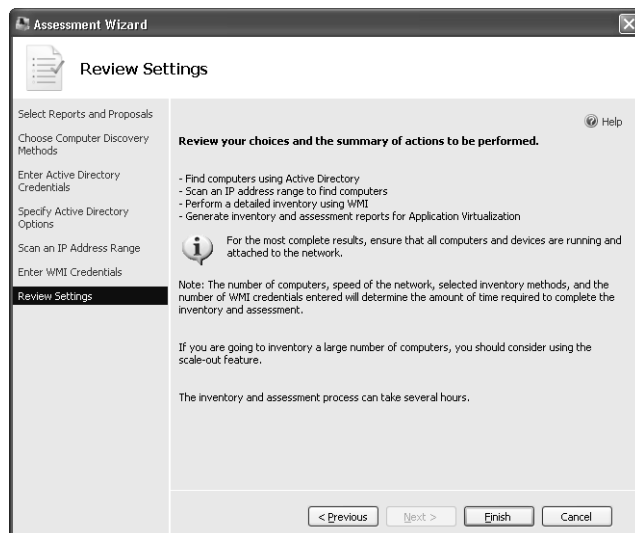 Assessment Wizard
Review Settings
Select Reports and Proposals
Choose Computer Discovery
Methods
Enter Active Directory
Credentials
Specify Active Directory
Options
Scan an IP Address Range
Enter WMI Credentials
Review Settings
Help
Review your choices and the summary of actions to be performed.
- Find computers using Active Directory
- Scan an IP address range to find computers
- Perform a detailed inventory using WMI
- Generate inventory and assessment reports for Application Virtualization
For the most complete results, ensure that all computers and devices are running and
attached to the network.
Note: The number of computers, speed of the network, selected inventory methods, and the
number of WMI credentials entered will determine the amount of time required to complete the
inventory and assessment.
If you are going to inventory a large number of computers, you should consider using the
scale-out feature.
The inventory and assessment process can take several hours.
< Previous Next > Finish Cancel